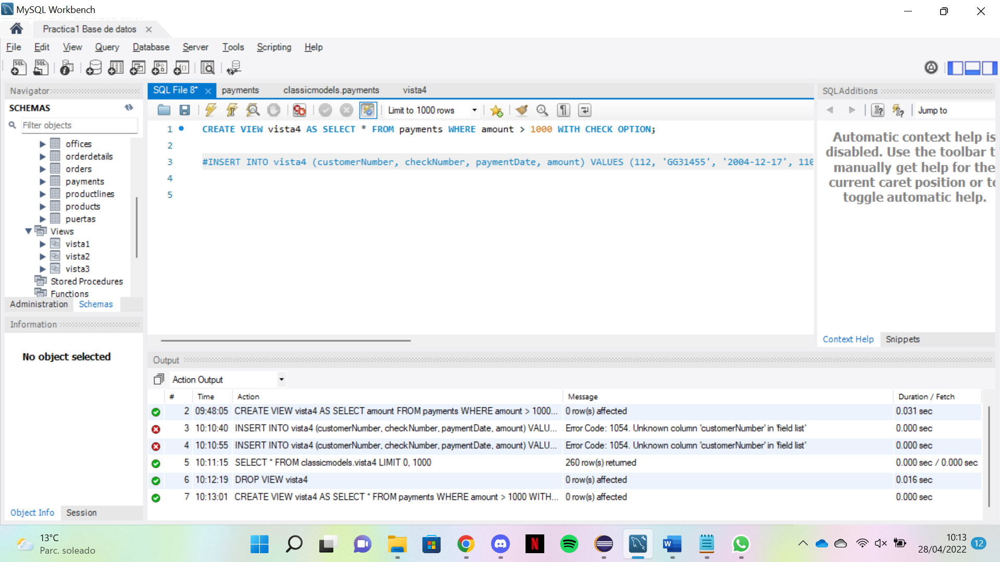 MySQL Workbench
Practica1 Base de datos
File Edit View Query Database Server Tools Scripting Help
Navigator
SCHEMAS
Filter objects
offices
orderdetails
orders
payments
productlines
products
puertas
Views
vista1
vista2
vista3
Stored Procedures
Functions
Administration Schemas
Information
No object selected
Object Info Session
SQL File 8* payments classicmodels.payments vista4
Limit to 1000 rows
1 CREATE VIEW vista4 AS SELECT * FROM payments WHERE amount > 1000 WITH CHECK OPTION;
2
3 #INSERT INTO vista4 (customerNumber, checkNumber, paymentDate, amount) VALUES (112, 'GG31455', '2004-12-17', 110
4
5
SQLAdditions
Jump to
Automatic context help is
disabled. Use the toolbar t
manually get help for the
current caret position or to
toggle automatic help.
Context Help Snippets
Output
Action Output
# Time Action Message Duration / Fetch
2 09:48:05 CREATE VIEW vista4 AS SELECT amount FROM payments WHERE amount > 1000... 0 row(s) affected 0.031 sec
3 10:10:40 INSERT INTO vista4 (customerNumber, checkNumber, paymentDate, amount) VALU... Error Code: 1054. Unknown column 'customerNumber' in 'field list' 0.000 sec
4 10:10:55 INSERT INTO vista4 (customerNumber, checkNumber, paymentDate, amount) VALU... Error Code: 1054. Unknown column 'customerNumber' in 'field list' 0.000 sec
5 10:11:15 SELECT * FROM classicmodels.vista4 LIMIT 0, 1000 260 row(s) returned 0.000 sec / 0.000 sec
6 10:12:19 DROP VIEW vista4 0 row(s) affected 0.016 sec
7 10:13:01 CREATE VIEW vista4 AS SELECT * FROM payments WHERE amount > 1000 WITH... 0 row(s) affected 0.000 sec
13°C
Parc. soleado
10:13
28/04/2022
12